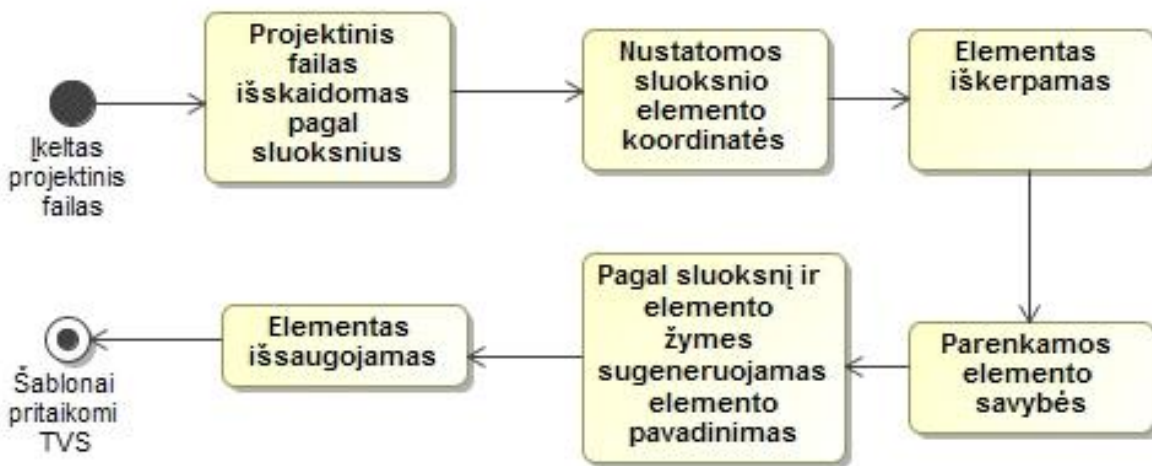 Įkeltas
projektinis
failas
Projektinis
failas
išskaidomas
pagal
sluoksnius
Nustatomos
sluoksnio
elemento
koordinatės
Elementas
iškerpamas
Parenkamos
elemento
savybės
Pagal sluoksnį ir
elemento
žymes
sugeneruojamas
elemento
pavadinimas
Elementas
išsaugojamas
Šablonai
pritaikomi
TVS